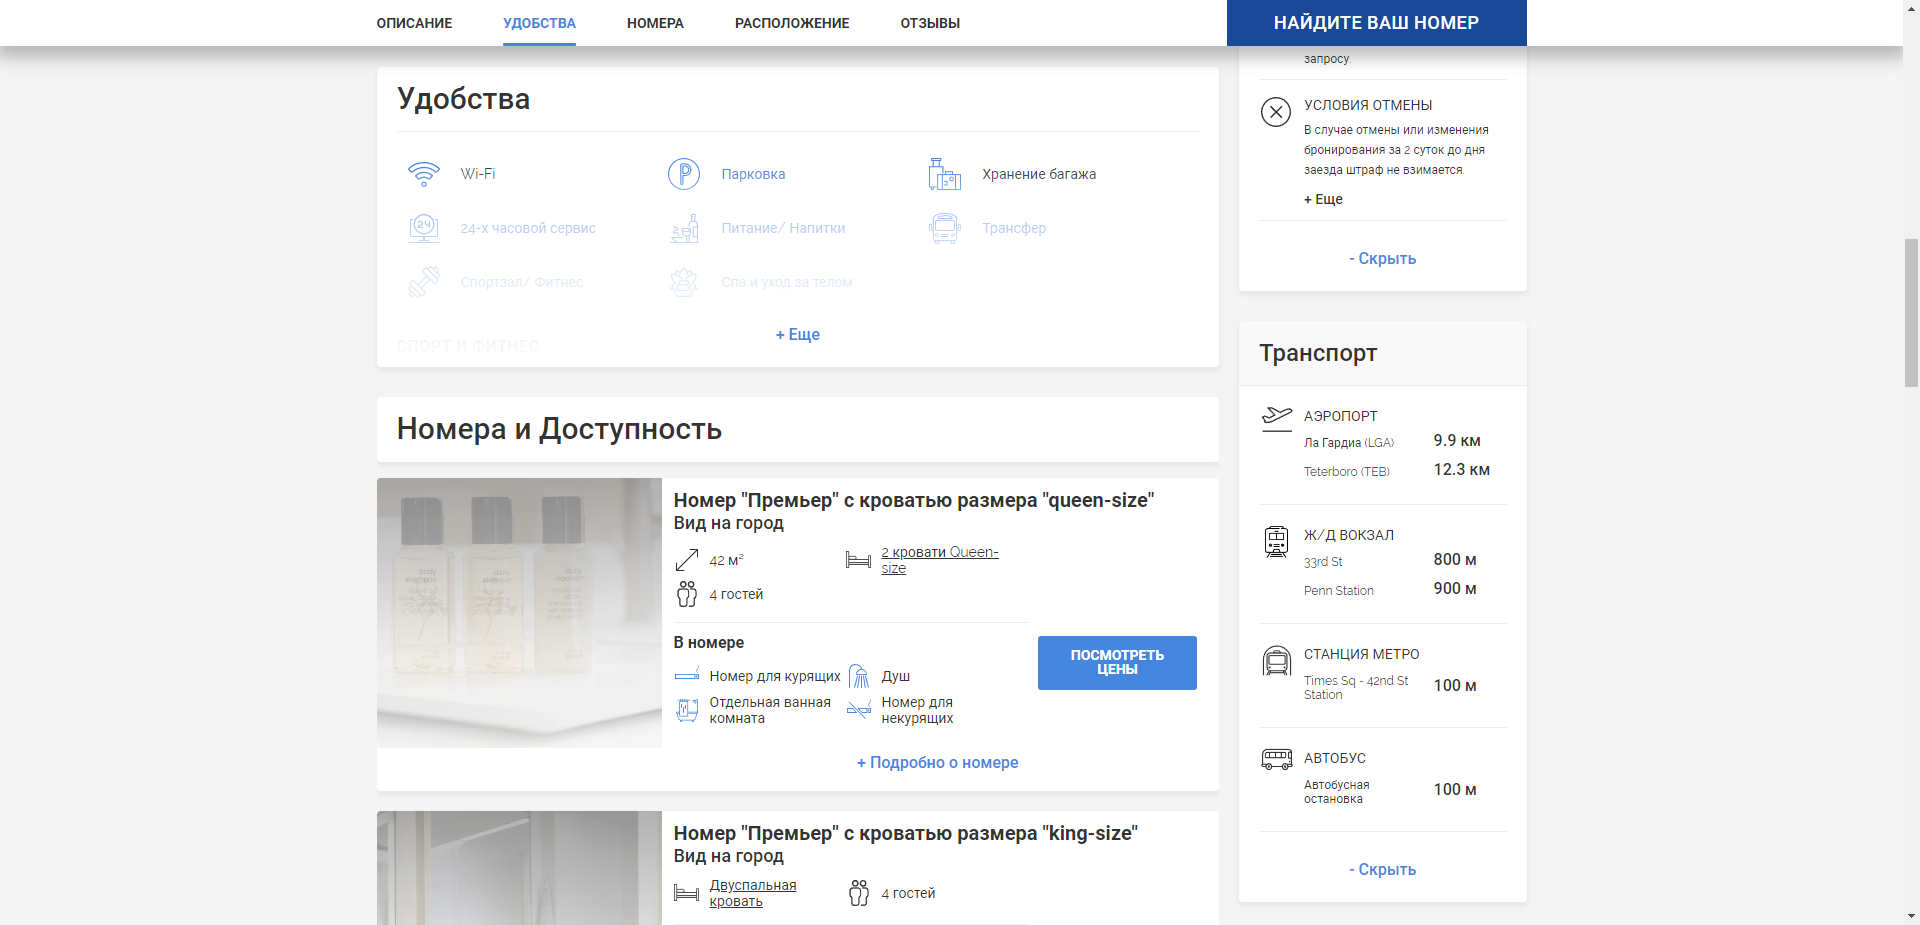 ОПИСАНИЕ
УДОБСТВА
НОМЕРА
РАСПОЛОЖЕНИЕ
ОТЗЫВЫ
НАЙДИТЕ ВАШ НОМЕР
Удобства
Wi-Fi
Парковка
Хранение багажа
24-х часовой сервис
Питание/ Напитки
Трансфер
Спортзал/ Фитнес
Спа и уход за телом
СПОРТ И ФИТНЕС
+ Еще
Номера и Доступность
Номер "Премьер" с кроватью размера "queen-size"
Вид на город
42 м²
2 кровати Queen-
size
4 гостей
В номере
Номер для курящих
Душ
Отдельная ванная
комната
Номер для
некурящих
ПОСМОТРЕТЬ
ЦЕНЫ
+ Подробно о номере
body
shampoo
daily
daily
Номер "Премьер" с кроватью размера "king-size"
Вид на город
Двуспальная
кровать
4 гостей
запросу.
УСЛОВИЯ ОТМЕНЫ
В случае отмены или изменения
бронирования за 2 суток до дня
заезда штраф не взимается.
+ Еще
- Скрыть
Транспорт
АЭРОПОРТ
Ла Гардиа (LGA) 9.9 км
Teterboro (TEB) 12.3 км
Ж/Д ВОКЗАЛ
33rd St 800 м
Penn Station 900 м
СТАНЦИЯ МЕТРО
Times Sq - 42nd St
Station
100 м
АВТОБУС
Автобусная
остановка
100 м
- Скрыть